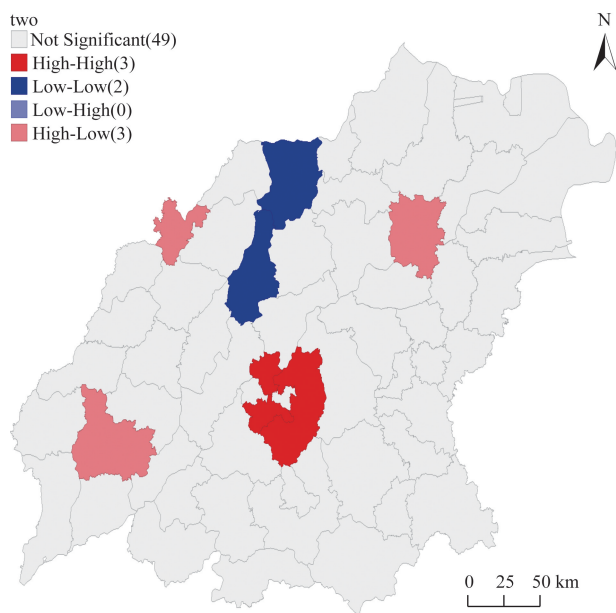 two
Not Significant(49)
High-High(3)
Low-Low(2)
Low-High(0)
High-Low(3)
N
0 25 50 km